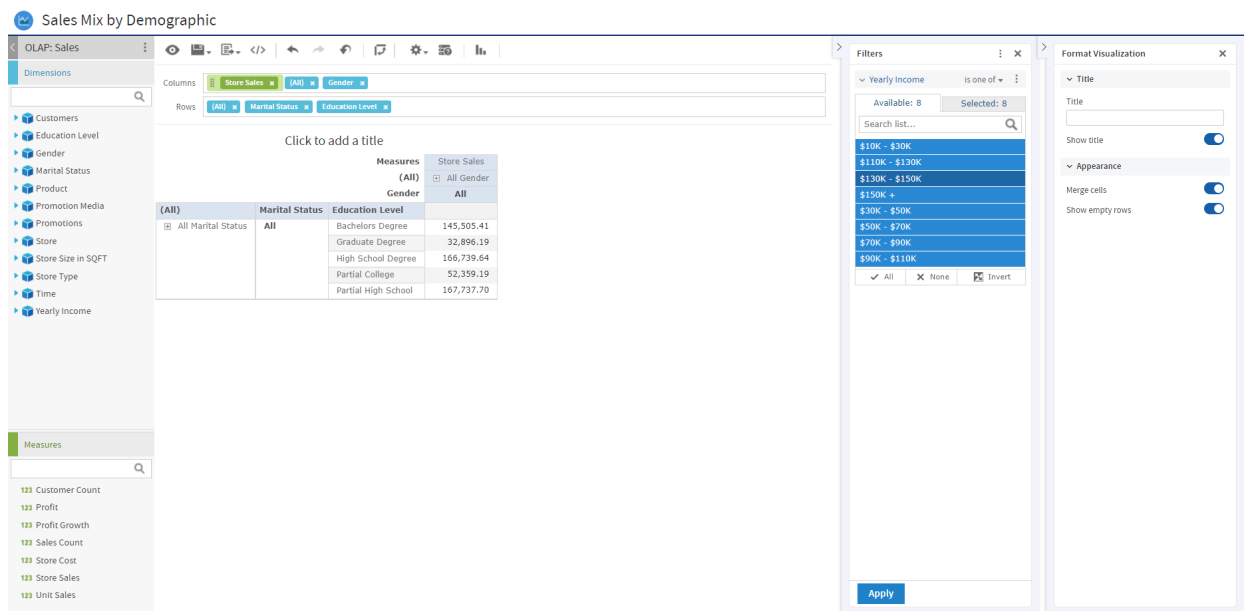 Sales Mix by Demographic
OLAP: Sales
Dimensions
Customers
Education Level
Gender
Marital Status
Product
Promotion Media
Promotions
Store
Store Size in SQFT
Store Type
Time
Yearly Income
Measures
123 Customer Count
123 Profit
123 Profit Growth
123 Sales Count
123 Store Cost
123 Store Sales
123 Unit Sales
Columns Store Sales x (All) x Gender x
Rows (All) x Marital Status x Education Level x
Click to add a title
Measures Store Sales
(All) All Gender
Gender All
(All) Marital Status Education Level
All Marital Status All Bachelors Degree 145,505.41
Graduate Degree 32,896.19
High School Degree 166,739.64
Partial College 52,359.19
Partial High School 167,737.70
Filters
Yearly Income is one of
Available: 8 Selected: 8
Search list...
$10K - $30K
$110K - $130K
$130K - $150K
$150K +
$30K - $50K
$50K - $70K
$70K - $90K
$90K - $110K
All None Invert
Apply
Format Visualization
Title
Title
Show title
Appearance
Merge cells
Show empty rows